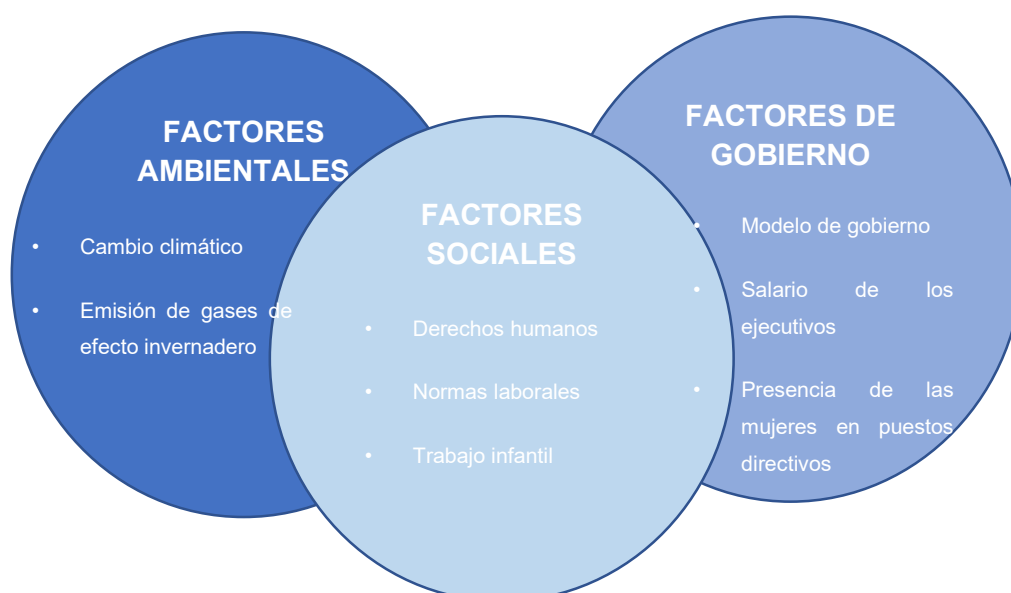 FACTORES
AMBIENTALES
• Cambio climático
• Emisión de gases de
efecto invernadero
FACTORES
SOCIALES
• Derechos humanos
• Normas laborales
• Trabajo infantil
FACTORES DE
GOBIERNO
• Modelo de gobierno
• Salario de los
ejecutivos
• Presencia de las
mujeres en puestos
directivos